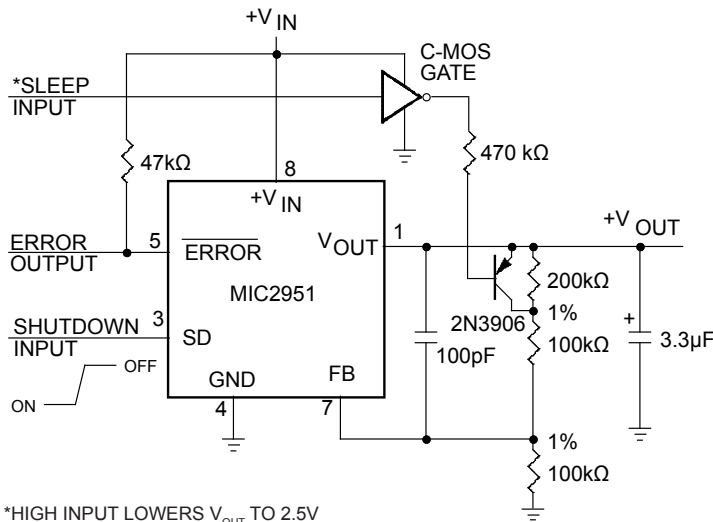 +V IN
*SLEEP
INPUT
C-MOS
GATE
47kΩ
8
470 kΩ
+V IN
ERROR
OUTPUT
5
ERROR
V OUT
1
+V OUT
MIC2951
200kΩ
SHUTDOWN
INPUT
3
SD
2N3906
1%
100pF
100kΩ
+
3.3µF
OFF
ON
GND
FB
4
7
1%
100kΩ
*HIGH INPUT LOWERS V OUT TO 2.5V